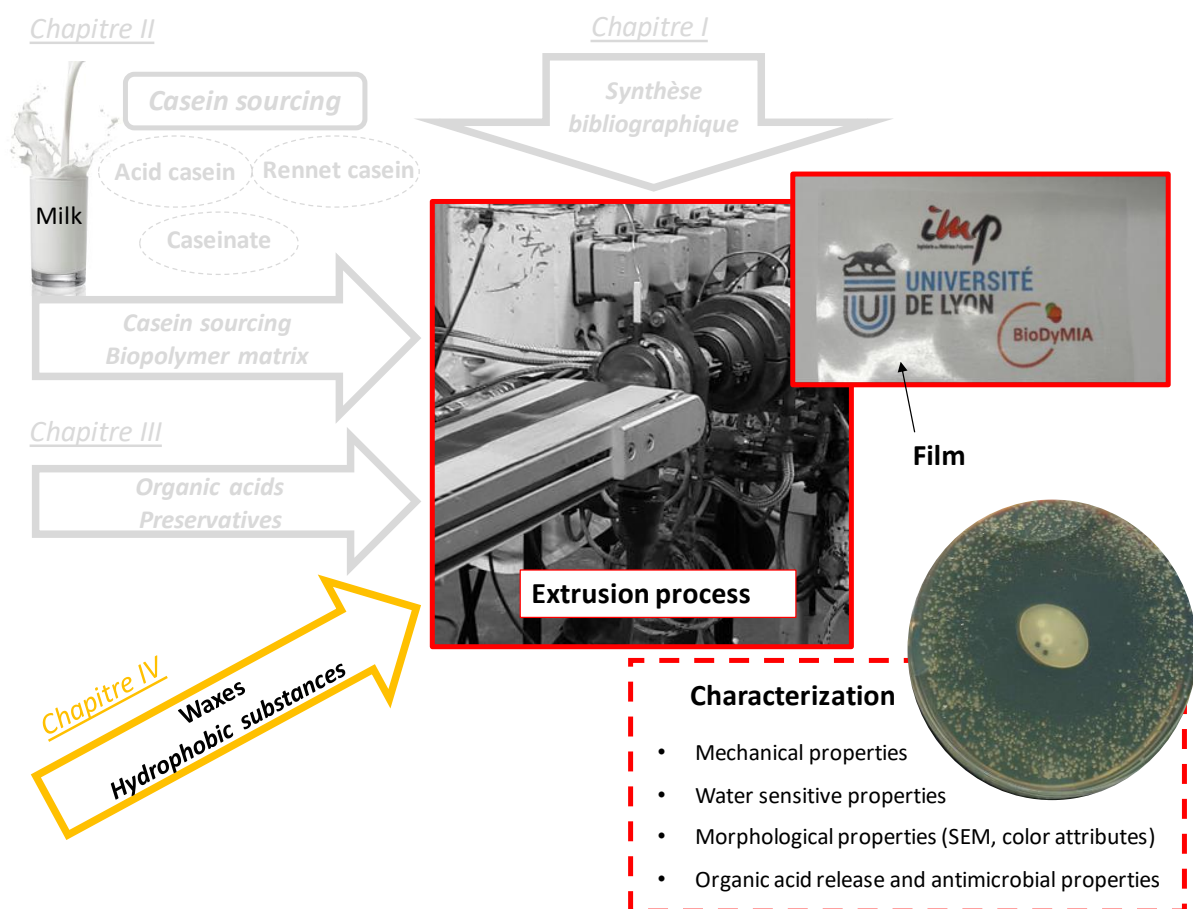 Chapitre II
Chapitre I
Casein sourcing
Synthèse
bibliographique
Acid casein
Rennet casein
Milk
Caseinate
imp
UNIVERSITÉ
DE LYON
BioDyMIA
Casein sourcing
Biopolymer matrix
Chapitre III
Film
Organic acids
Preservatives
Extrusion process
Chapitre IV
Waxes
Hydrophobic substances
Characterization
• Mechanical properties
• Water sensitive properties
• Morphological properties (SEM, color attributes)
• Organic acid release and antimicrobial properties